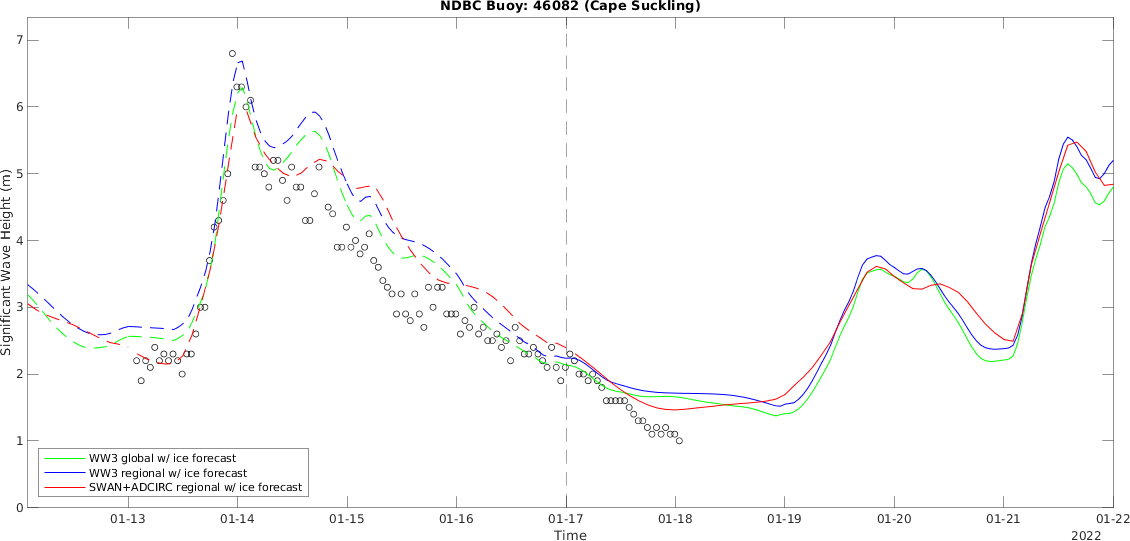 NDBC Buoy: 46082 (Cape Suckling)
7
6
5
4
3
2
1
0
Significant Wave Height (m)
WW3 global w/ ice forecast
WW3 regional w/ ice forecast
SWAN+ADCIRC regional w/ ice forecast
01-13 01-14 01-15 01-16 01-17 01-18 01-19 01-20 01-21 01-22
Time
2022